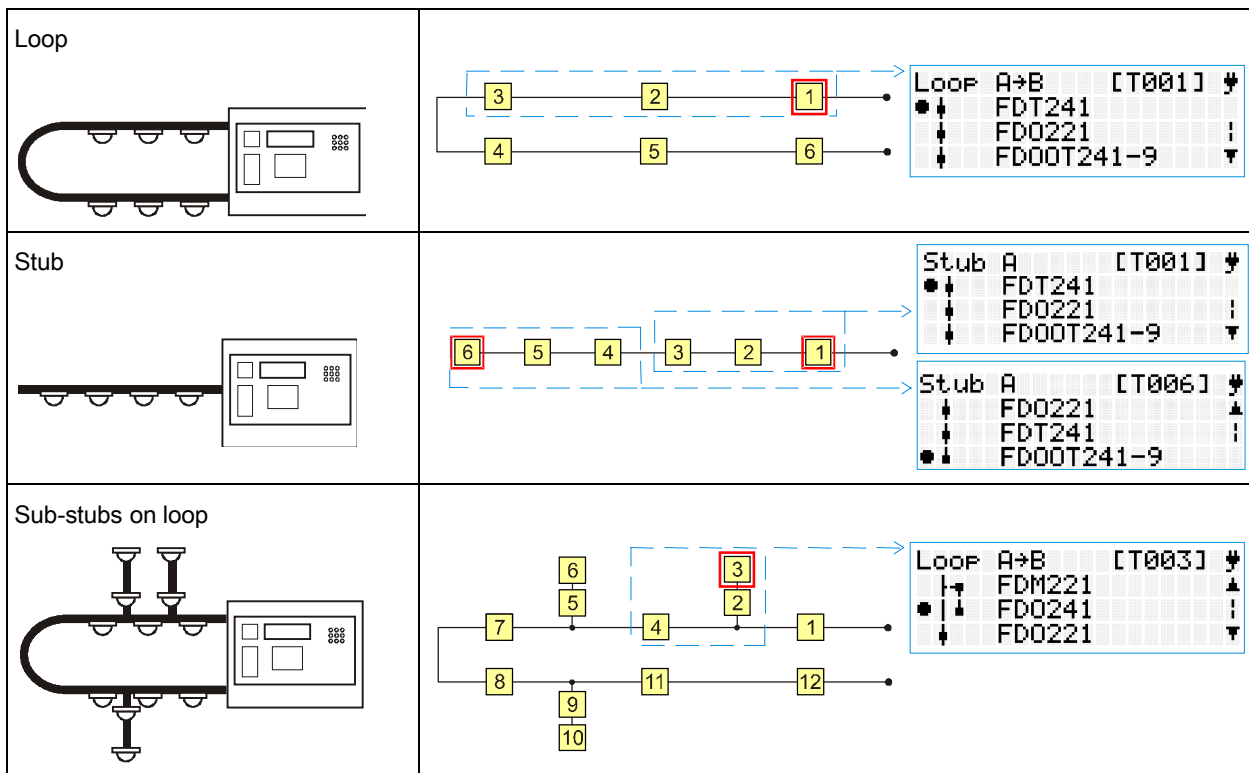 Loop
3 2 1
4 5 6
Loop A→B [T001]
FDT241
FDO221
FDOOT241-9
Stub
6 5 4 3 2 1
Stub A [T001]
FDT241
FDO221
FDOOT241-9
Stub A [T006]
FDO221
FDT241
FDOOT241-9
Sub-stubs on loop
6 3
5 2
7 4 1
8 11 12
9
10
Loop A→B [T003]
FDM221
FDO241
FDO221